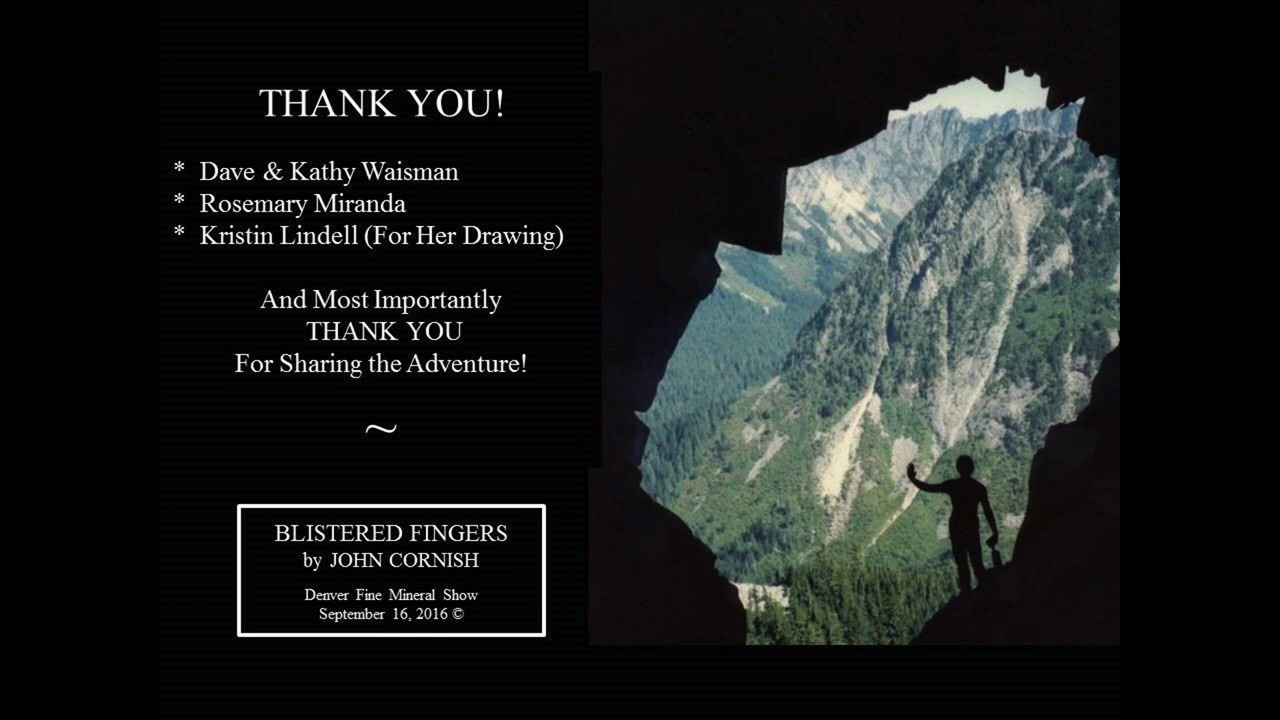 THANK YOU!
* Dave & Kathy Waisman
* Rosemary Miranda
* Kristin Lindell (For Her Drawing)
And Most Importantly
THANK YOU
For Sharing the Adventure!
~
BLISTERED FINGERS
by JOHN CORNISH
Denver Fine Mineral Show
September 16, 2016 ©